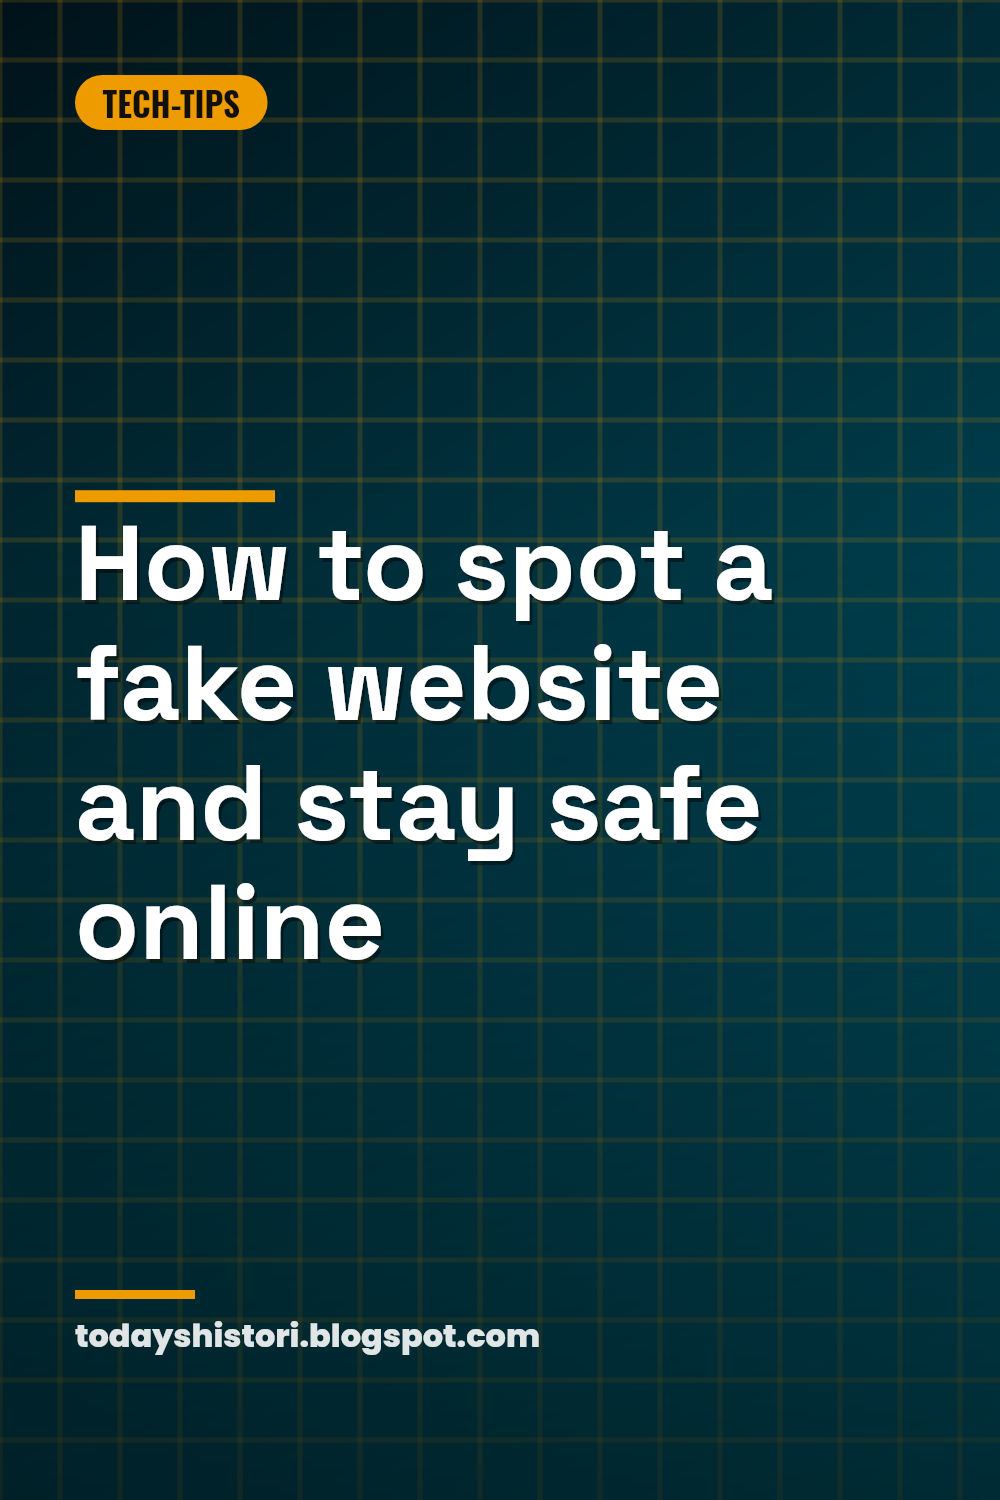 TECH-TIPS
How to spot a
fake website
and stay safe
online
todayshistori.blogspot.com